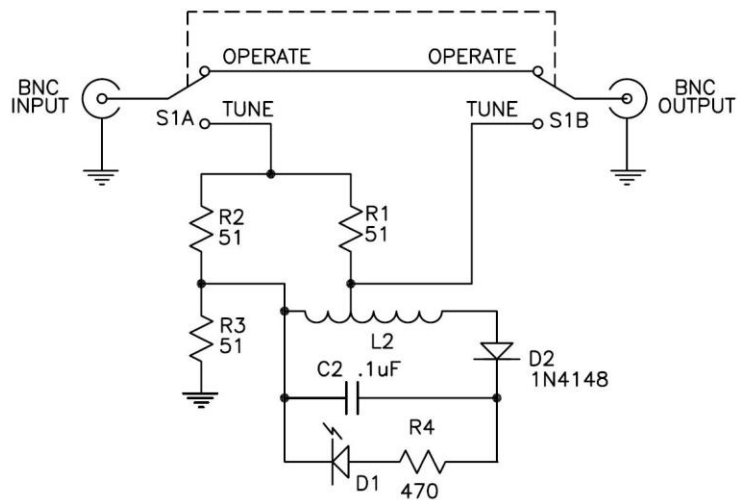 OPERATE
OPERATE
BNC
INPUT
BNC
OUTPUT
S1A
TUNE
TUNE
S1B
R2
51
R1
51
R3
51
L2
D2
1N4148
C2
.1uF
R4
D1
470